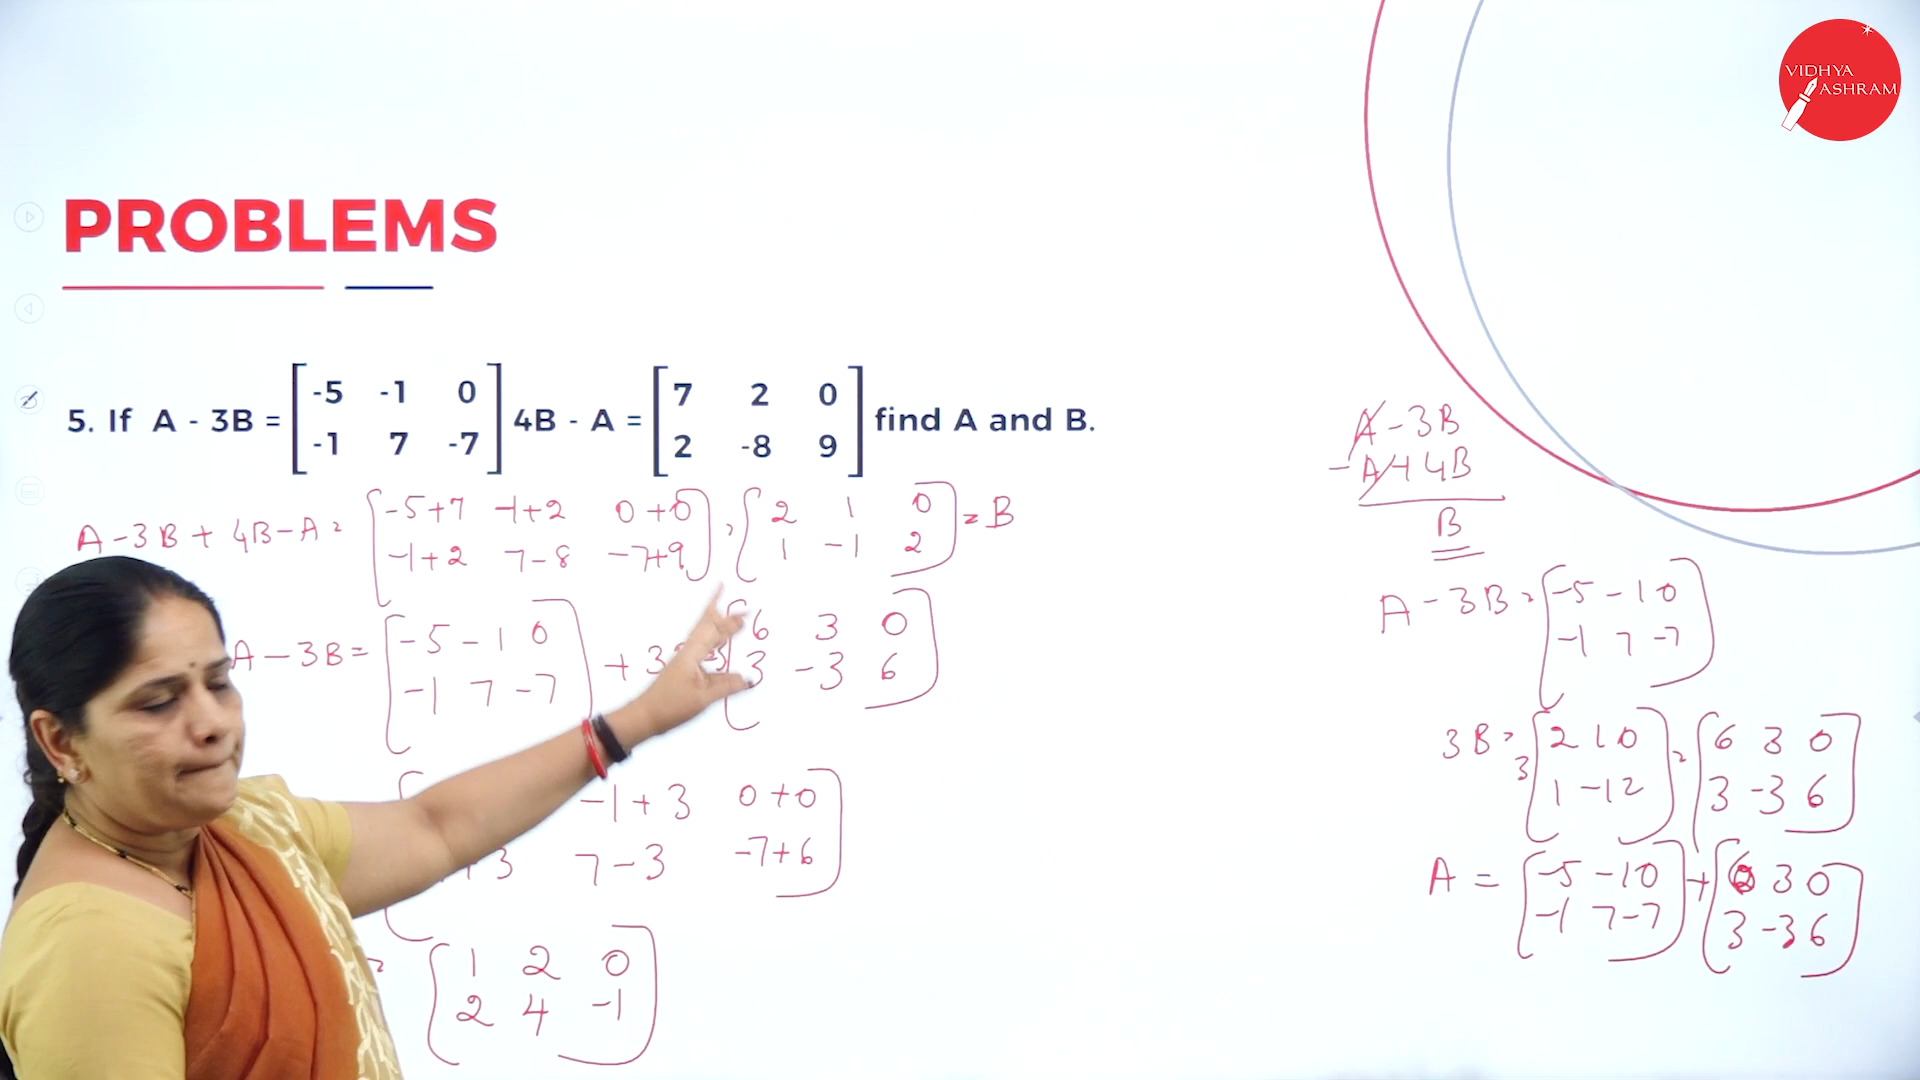 VIDHYA
ASHRAM
PROBLEMS
5. If A - 3B = [ -5 -1 0 ] 4B - A = [ 7 2 0 ] find A and B.
[ -1 7 -7 ] [ 2 -8 9 ]
A - 3B + 4B - A = [ -5+7 -1+2 0+0 ] = [ 2 1 0 ] = B
[ -1+2 7-8 -7+9 ] [ 1 -1 2 ]
A - 3B = [ -5 -1 0 ] + 3 [ 6 3 0 ]
[ -1 7 -7 ] [ 3 -3 6 ]
-1+3 0+0 ]
+3 7-3 -7+6 ]
= [ 1 2 0 ]
[ 2 4 -1 ]
A - 3B
-A + 4B
B
A - 3B = [ -5 -1 0 ]
[ -1 7 -7 ]
3B = 3 [ 2 1 0 ] = [ 6 3 0 ]
[ 1 -1 2 ] [ 3 -3 6 ]
A = [ -5 -1 0 ] + [ 6 3 0 ]
[ -1 7 -7 ] [ 3 -3 6 ]